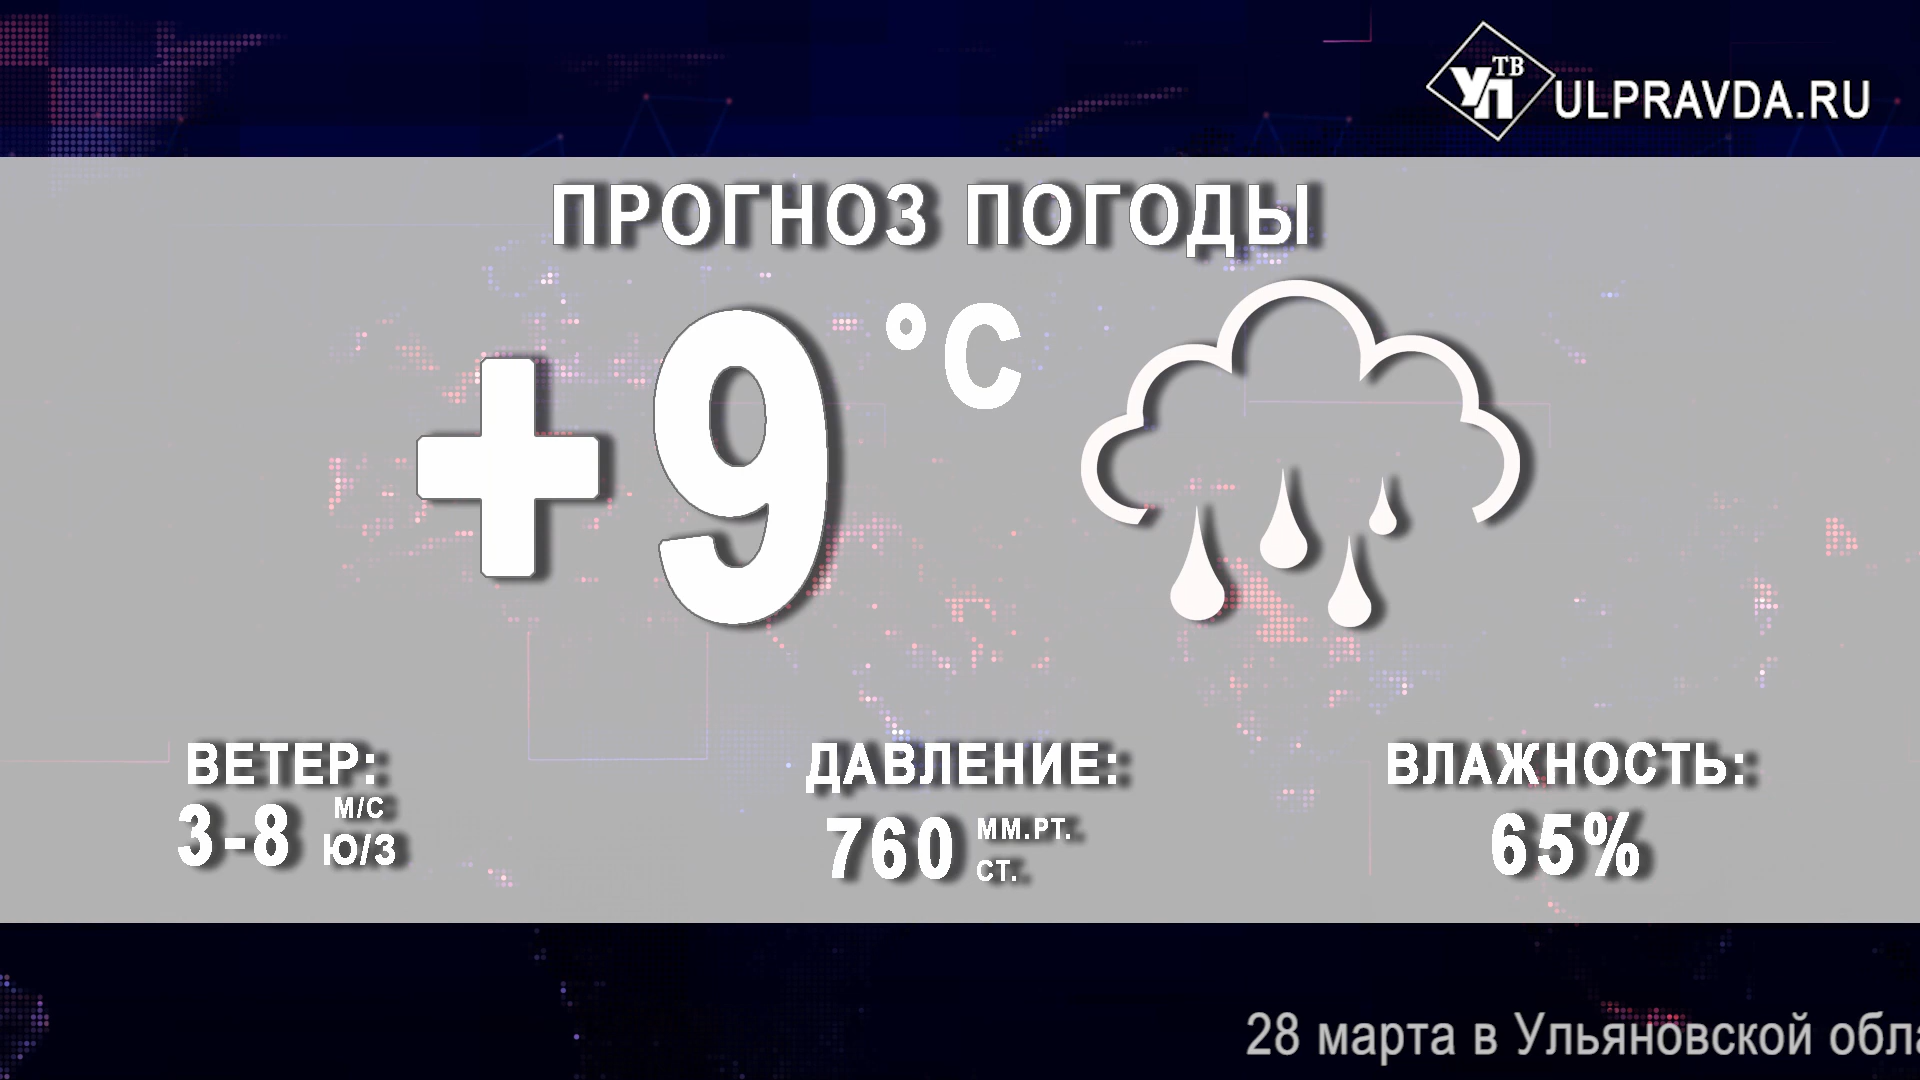 ТВ
УП
ULPRAVDA.RU
ПРОГНОЗ ПОГОДЫ
+9 °C
ВЕТЕР:
3-8 М/С
Ю/З
ДАВЛЕНИЕ:
760 ММ.РТ.
СТ.
ВЛАЖНОСТЬ:
65%
28 марта в Ульяновской обла